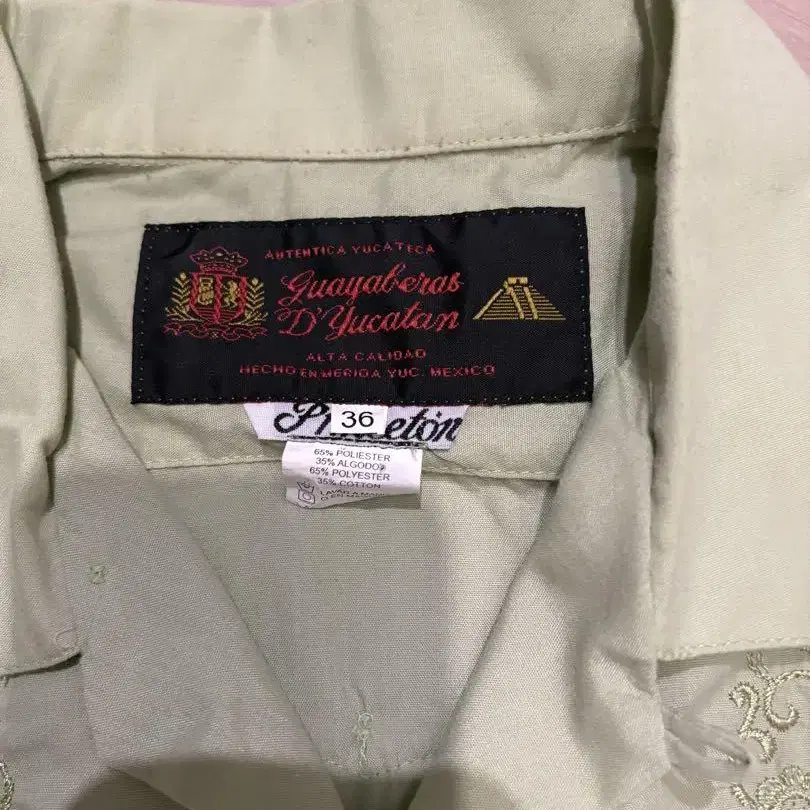 AUTENTICA YUCATECA
Guayaberas
D'Yucatan
ALTA CALIDAD
HECHO EN MERIDA YUC. MEXICO
36
65% POLIESTER
35% ALGODON
65% POLYESTER
35% COTTON
LAVAR A